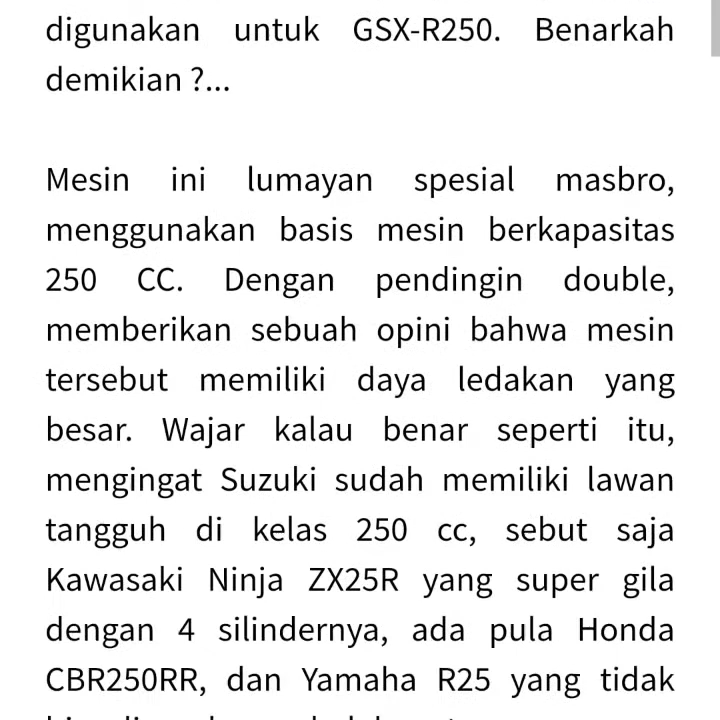 digunakan untuk GSX-R250. Benarkah
demikian ?...
Mesin ini lumayan spesial masbro,
menggunakan basis mesin berkapasitas
250 CC. Dengan pendingin double,
memberikan sebuah opini bahwa mesin
tersebut memiliki daya ledakan yang
besar. Wajar kalau benar seperti itu,
mengingat Suzuki sudah memiliki lawan
tangguh di kelas 250 cc, sebut saja
Kawasaki Ninja ZX25R yang super gila
dengan 4 silindernya, ada pula Honda
CBR250RR, dan Yamaha R25 yang tidak